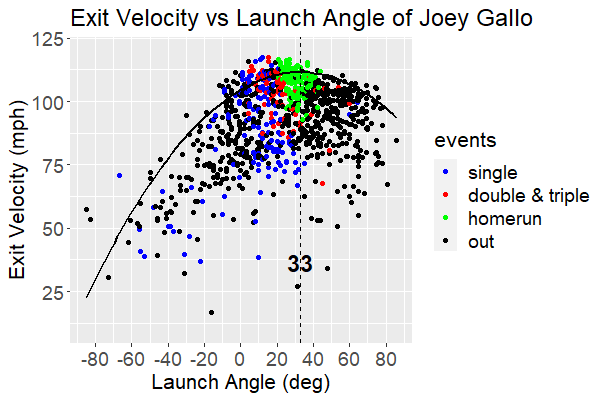 Exit Velocity vs Launch Angle of Joey Gallo
Exit Velocity (mph)
125
100
75
50
25
33
-80 -60 -40 -20 0 20 40 60 80
Launch Angle (deg)
events
single
double & triple
homerun
out